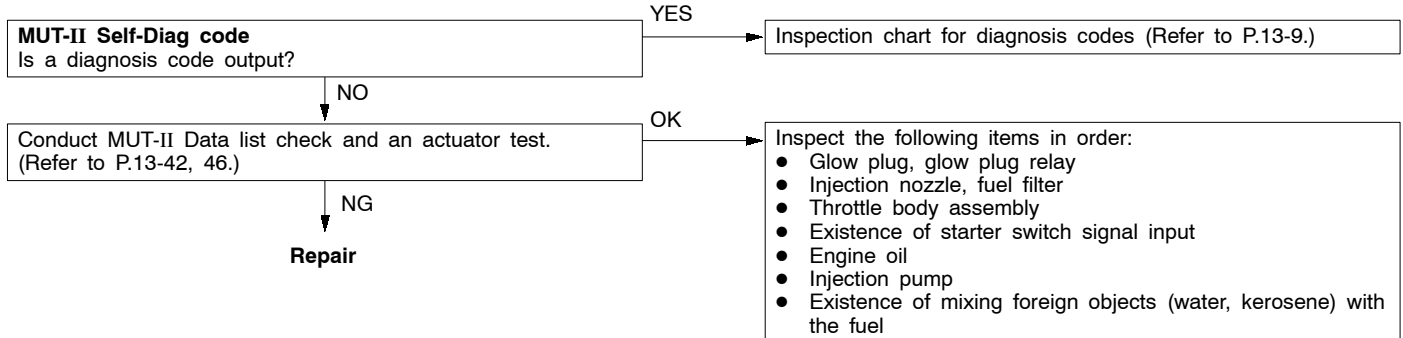 YES
MUT-II Self-Diag code
Is a diagnosis code output?
Inspection chart for diagnosis codes (Refer to P.13-9.)
NO
OK
Conduct MUT-II Data list check and an actuator test.
(Refer to P.13-42, 46.)
Inspect the following items in order:
● Glow plug, glow plug relay
● Injection nozzle, fuel filter
● Throttle body assembly
● Existence of starter switch signal input
● Engine oil
● Injection pump
● Existence of mixing foreign objects (water, kerosene) with
the fuel
NG
Repair